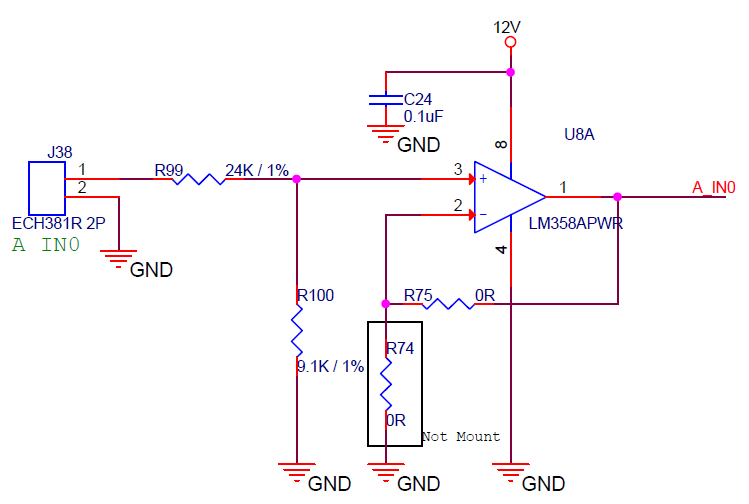 12V
C24
0.1uF
GND
8
U8A
J38
1
2
R99
24K / 1%
3
+
1
A_IN0
2
-
LM358APWR
ECH381R 2P
A IN0
GND
4
R100
R75
0R
R74
9.1K / 1%
0R
Not Mount
GND
GND
GND